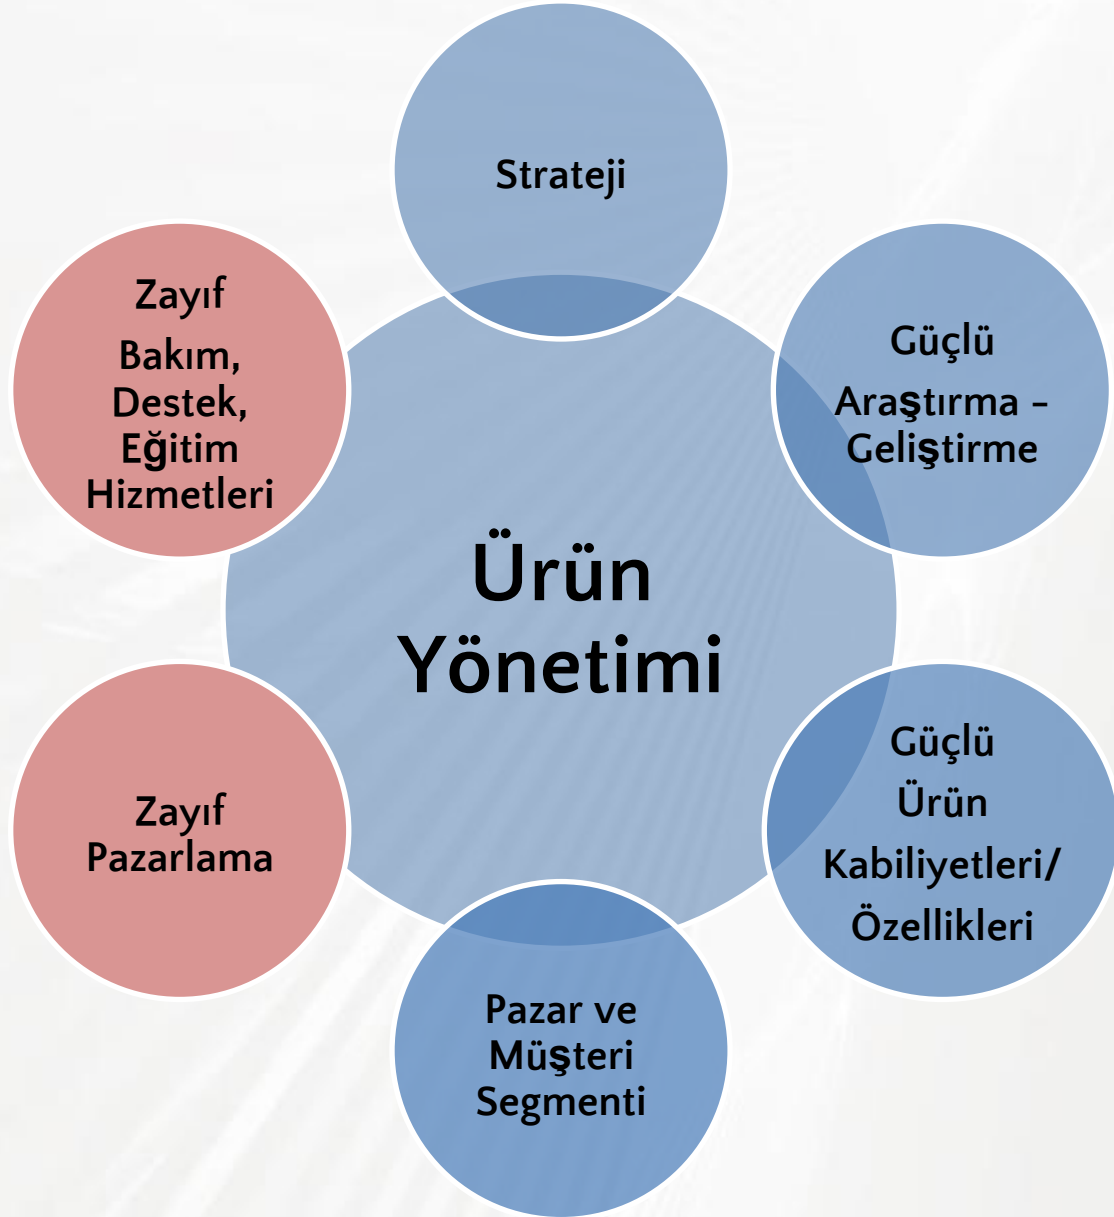 Strateji
Güçlü
Araştırma –
Geliştirme
Güçlü
Ürün
Kabiliyetleri/
Özellikleri
Pazar ve
Müşteri
Segmenti
Zayıf
Pazarlama
Zayıf
Bakım,
Destek,
Eğitim
Hizmetleri
Ürün
Yönetimi